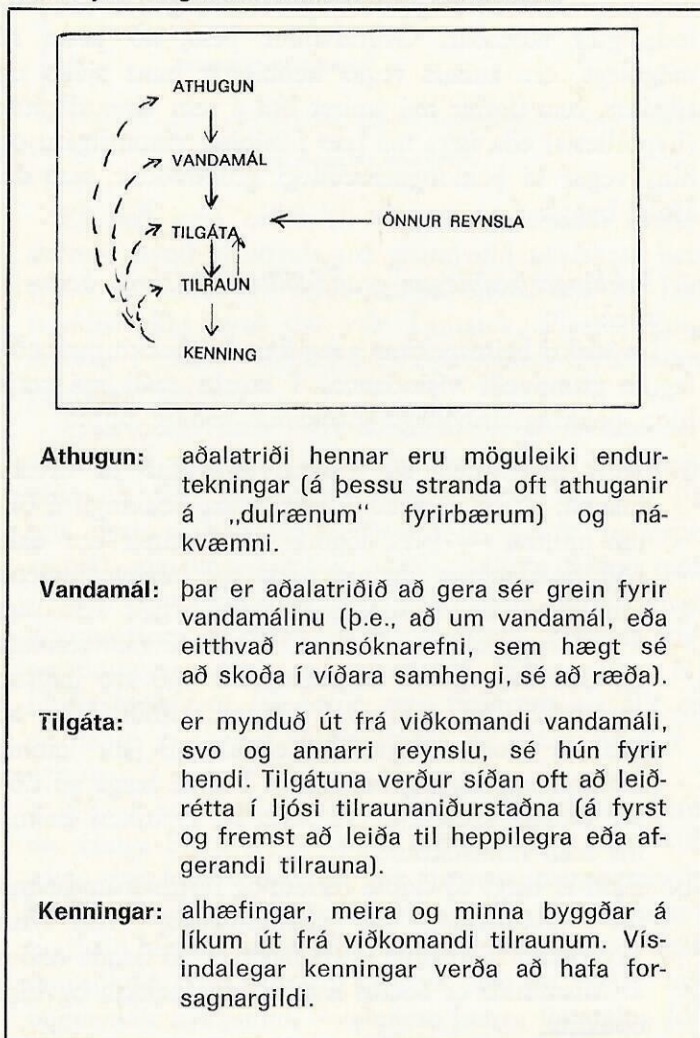 ATHUGUN
VANDAMÁL
TILGÁTA
ÖNNUR REYNSLA
TILRAUN
KENNING
Athugun: aðalatriði hennar eru möguleiki endur-
tekningar (á þessu stranda oft athuganir
á „dulrænum“ fyrirbærum) og ná-
kvæmni.
Vandamál: þar er aðalatriðið að gera sér grein fyrir
vandamálinu (þ.e., að um vandamál, eða
eitthvað rannsóknarefni, sem hægt sé
að skoða í víðara samhengi, sé að ræða).
Tilgáta: er mynduð út frá viðkomandi vandamáli,
svo og annarri reynslu, sé hún fyrir
hendi. Tilgátuna verður síðan oft að leið-
rétta í ljósi tilraunaniðurstaðna (á fyrst
og fremst að leiða til heppilegra eða af-
gerandi tilrauna).
Kenningar: alhæfingar, meira og minna byggðar á
líkum út frá viðkomandi tilraunum. Vís-
indalegar kenningar verða að hafa for-
sagnargildi.